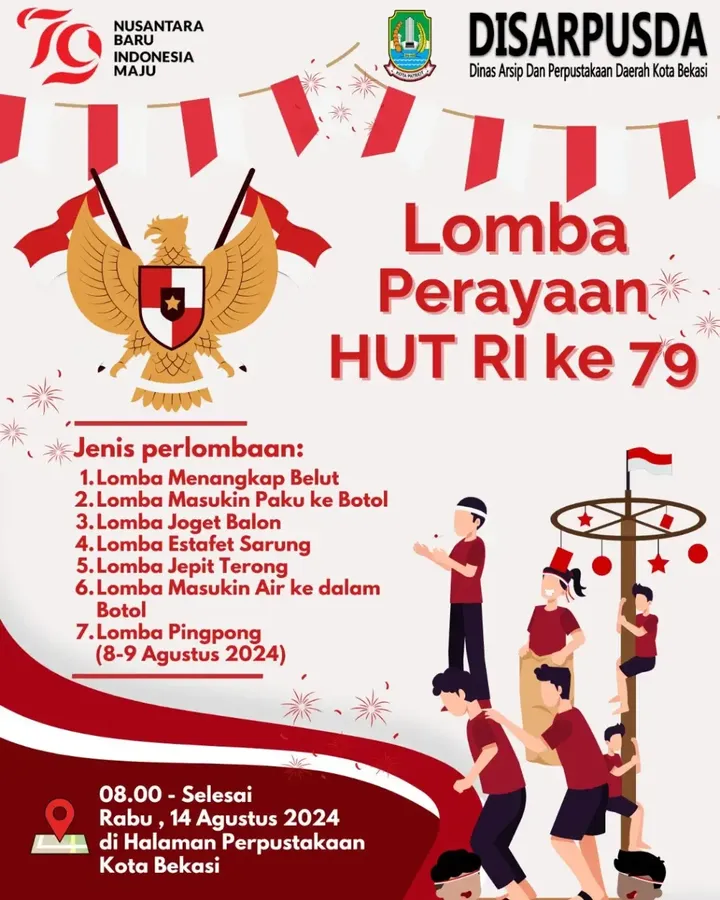 79 NUSANTARA
BARU
INDONESIA
MAJU
DISARPUSDA
Dinas Arsip Dan Perpustakaan Daerah Kota Bekasi
KOTA PATRIOT
Lomba
Perayaan
HUT RI ke 79
Jenis perlombaan:
1. Lomba Menangkap Belut
2. Lomba Masukin Paku ke Botol
3. Lomba Joget Balon
4. Lomba Estafet Sarung
5. Lomba Jepit Terong
6. Lomba Masukin Air ke dalam
Botol
7. Lomba Pingpong
(8-9 Agustus 2024)
08.00 - Selesai
Rabu , 14 Agustus 2024
di Halaman Perpustakaan
Kota Bekasi